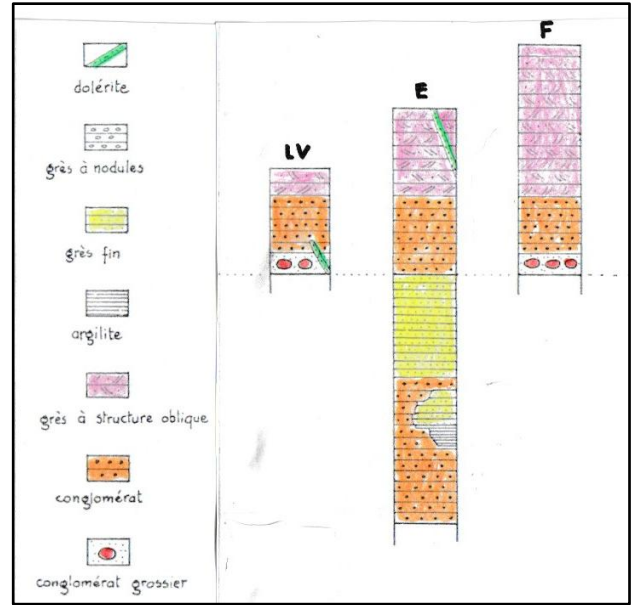 dolérite
grès à nodules
grès fin
argilite
grès à structure oblique
conglomérat
conglomérat grossier
LV
E
F